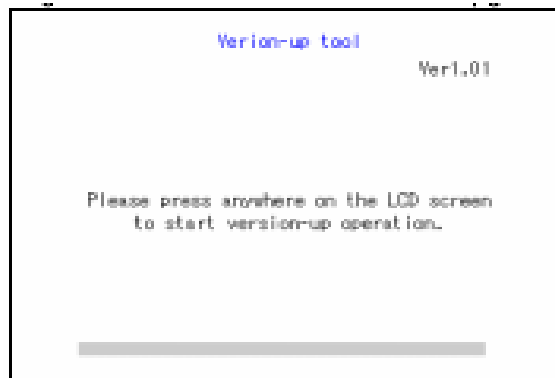 Verion-up tool
Ver1.01
Please press anywhere on the LCD screen
to start version-up operation.